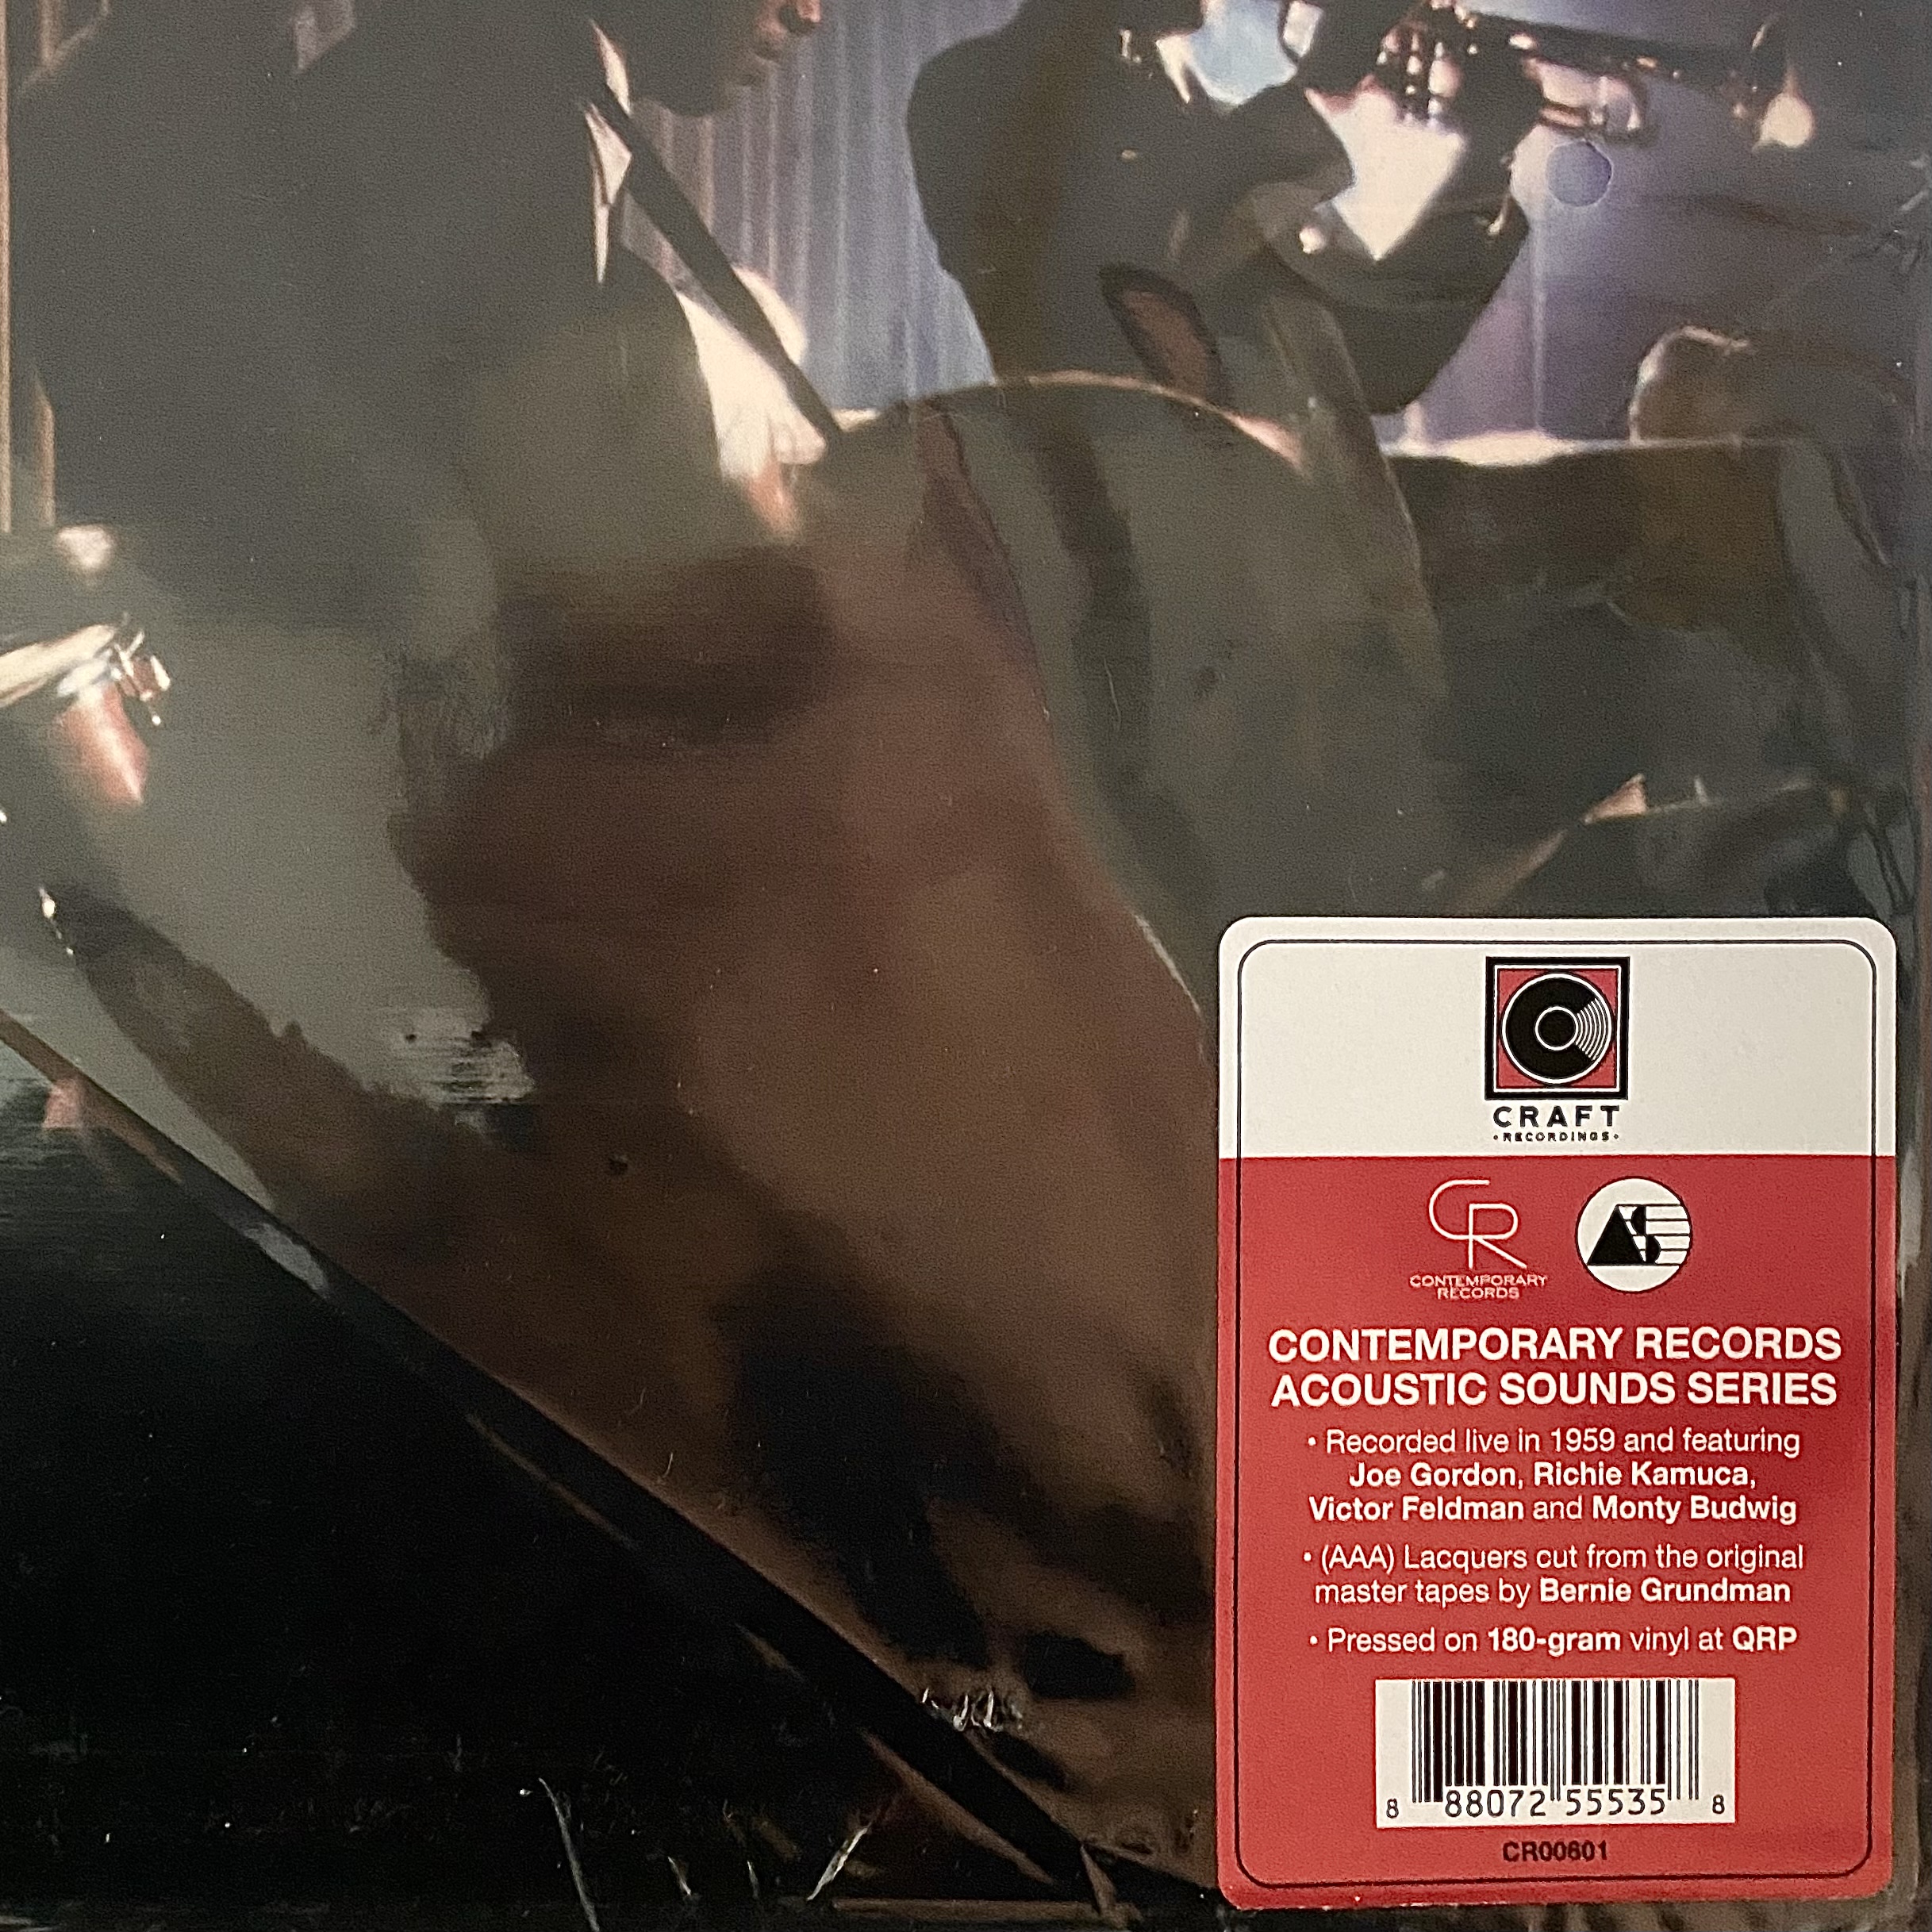 CRAFT
•RECORDINGS•
CR AS
CONTEMPORARY
RECORDS
CONTEMPORARY RECORDS
ACOUSTIC SOUNDS SERIES
• Recorded live in 1959 and featuring
Joe Gordon, Richie Kamuca,
Victor Feldman and Monty Budwig
• (AAA) Lacquers cut from the original
master tapes by Bernie Grundman
• Pressed on 180-gram vinyl at QRP
8 88072 55535 8
CR00601